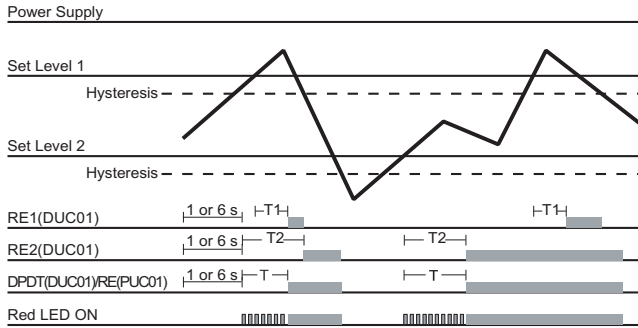 Power Supply
Set Level 1
Hysteresis
Set Level 2
Hysteresis
T1 T1
RE1(DUC01) 1 or 6 s
RE2(DUC01) 1 or 6 s T2 T2
DPDT(DUC01)/RE(PUC01) 1 or 6 s T T
Red LED ON